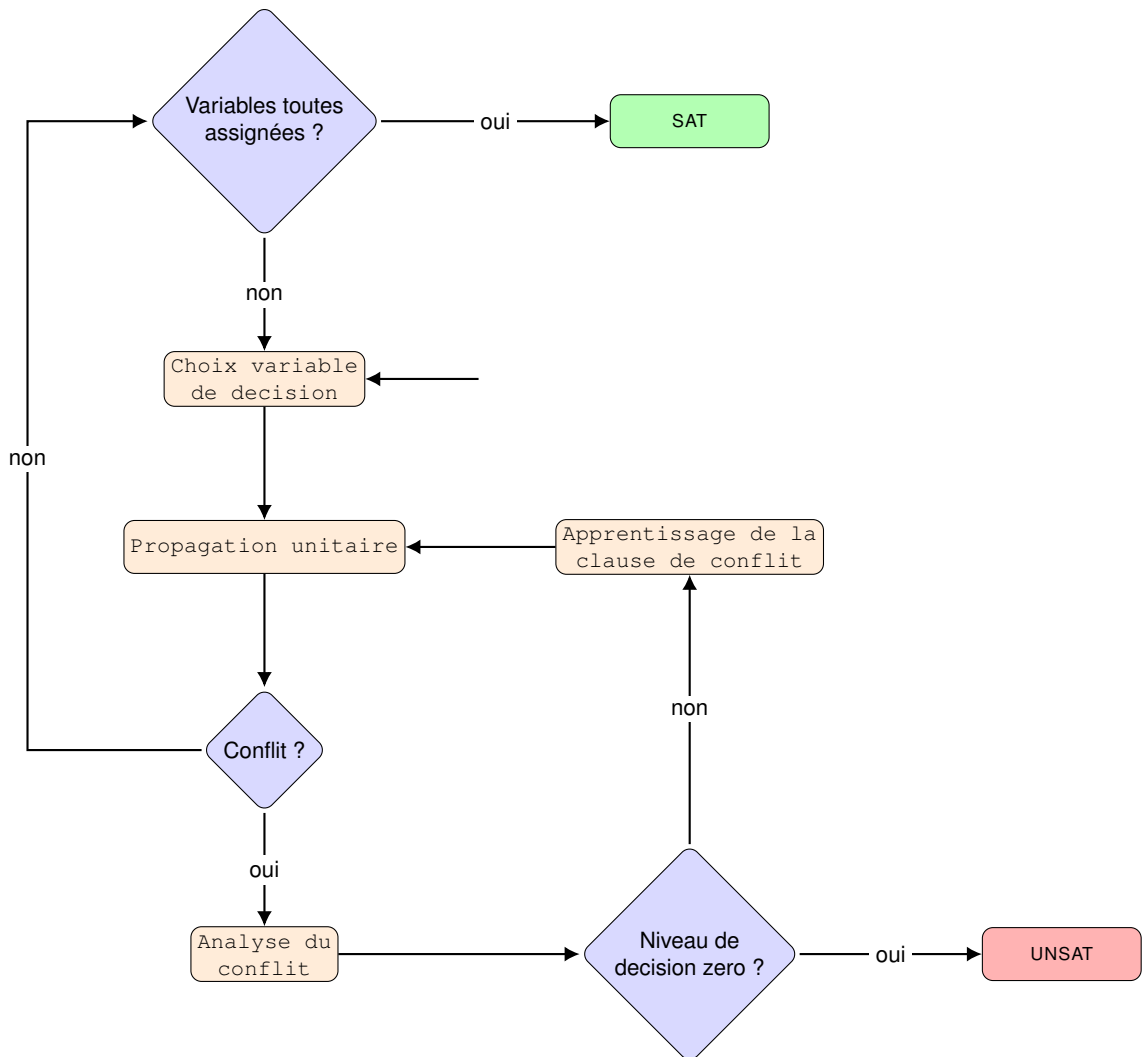 Variables toutes
assignées ?
oui
SAT
non
Choix variable
de decision
non
Propagation unitaire
Apprentissage de la
clause de conflit
non
Conflit ?
oui
Analyse du
conflit
Niveau de
decision zero ?
oui
UNSAT